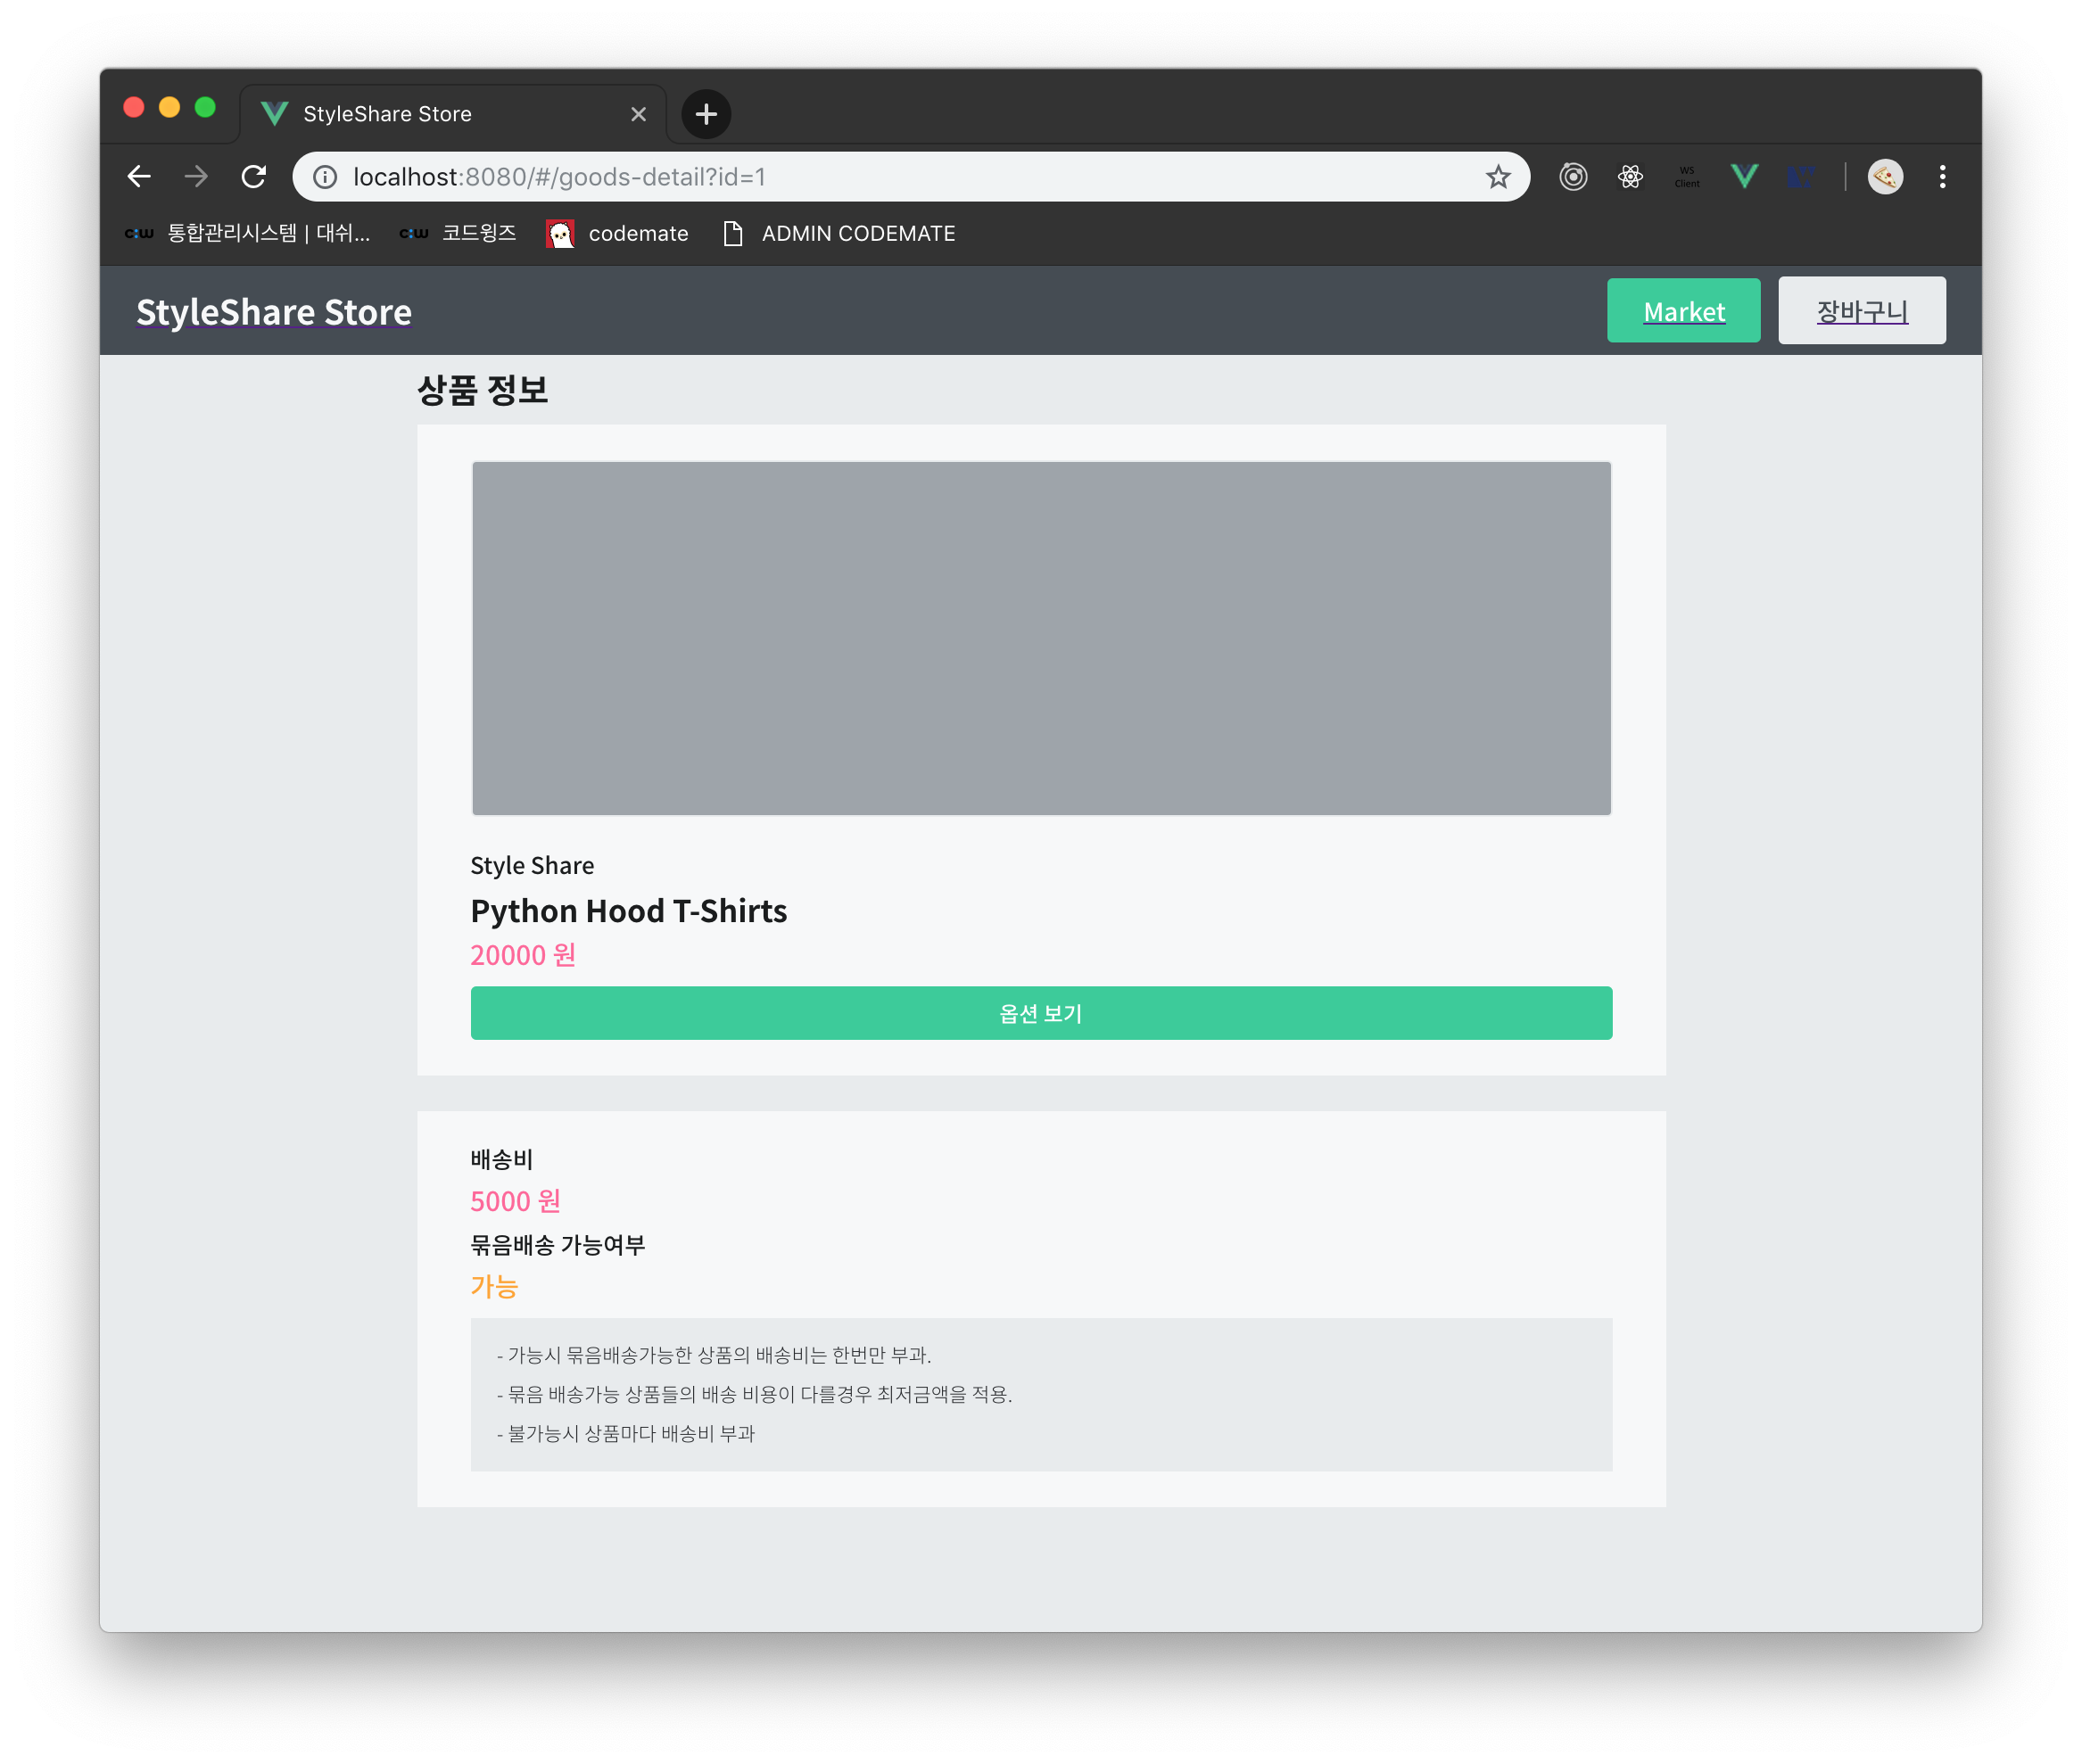 StyleShare Store
localhost:8080/#/goods-detail?id=1
WS
Client
c:w 통합관리시스템 | 대쉬...
c:w 코드윙즈
codemate
ADMIN CODEMATE
StyleShare Store
Market
장바구니
상품 정보
Style Share
Python Hood T-Shirts
20000 원
옵션 보기
배송비
5000 원
묶음배송 가능여부
가능
- 가능시 묶음배송가능한 상품의 배송비는 한번만 부과.
- 묶음 배송가능 상품들의 배송 비용이 다를경우 최저금액을 적용.
- 불가능시 상품마다 배송비 부과